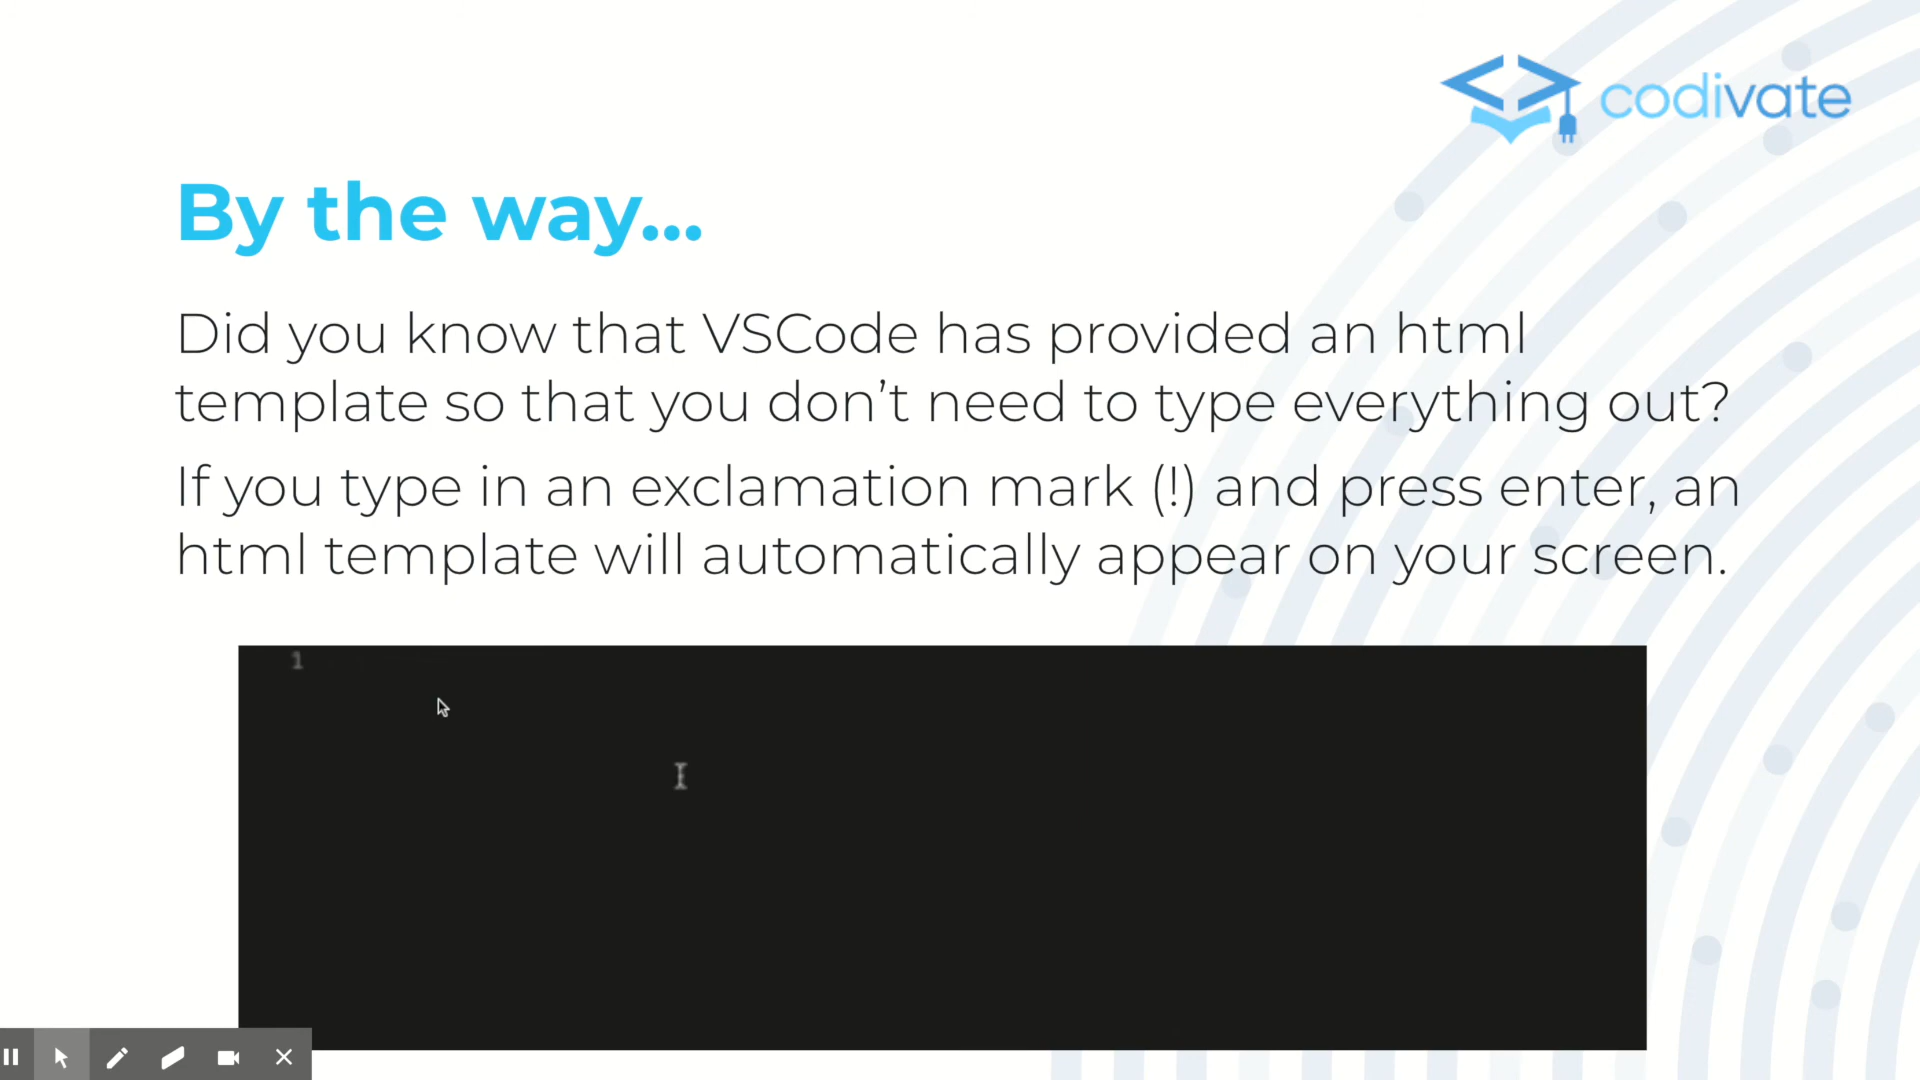 codivate
By the way...
Did you know that VSCode has provided an html
template so that you don’t need to type everything out?
If you type in an exclamation mark (!) and press enter, an
html template will automatically appear on your screen.
1